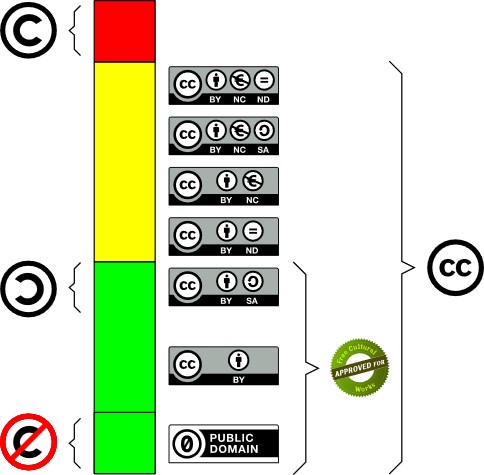 C
cc
BY NC ND
cc
BY NC SA
cc
BY NC
cc
BY ND
cc
BY SA
cc
cc
BY
Free Cultural
APPROVED FOR
Works
C
0 PUBLIC
DOMAIN